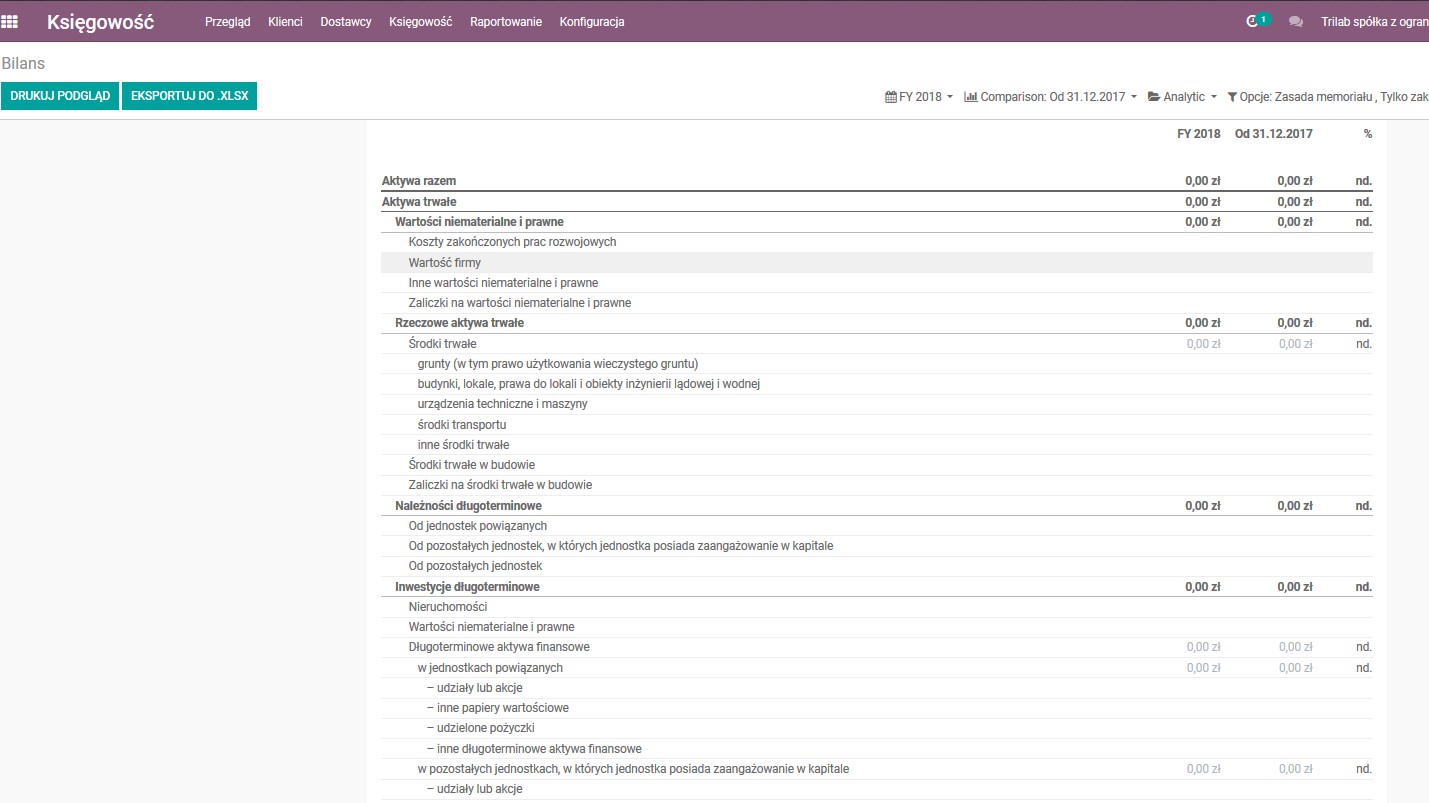 Księgowość Przegląd Klienci Dostawcy Księgowość Raportowanie Konfiguracja 1 Trilab spółka z ogran
Bilans
DRUKUJ PODGLĄD EKSPORTUJ DO .XLSX FY 2018 Comparison: Od 31.12.2017 Analytic Opcje: Zasada memoriału , Tylko zak
FY 2018 Od 31.12.2017 %
Aktywa razem 0,00 zł 0,00 zł nd.
Aktywa trwałe 0,00 zł 0,00 zł nd.
Wartości niematerialne i prawne 0,00 zł 0,00 zł nd.
Koszty zakończonych prac rozwojowych
Wartość firmy
Inne wartości niematerialne i prawne
Zaliczki na wartości niematerialne i prawne
Rzeczowe aktywa trwałe 0,00 zł 0,00 zł nd.
Środki trwałe 0,00 zł 0,00 zł nd.
grunty (w tym prawo użytkowania wieczystego gruntu)
budynki, lokale, prawa do lokali i obiekty inżynierii lądowej i wodnej
urządzenia techniczne i maszyny
środki transportu
inne środki trwałe
Środki trwałe w budowie
Zaliczki na środki trwałe w budowie
Należności długoterminowe 0,00 zł 0,00 zł nd.
Od jednostek powiązanych
Od pozostałych jednostek, w których jednostka posiada zaangażowanie w kapitale
Od pozostałych jednostek
Inwestycje długoterminowe 0,00 zł 0,00 zł nd.
Nieruchomości
Wartości niematerialne i prawne
Długoterminowe aktywa finansowe 0,00 zł 0,00 zł nd.
w jednostkach powiązanych 0,00 zł 0,00 zł nd.
– udziały lub akcje
– inne papiery wartościowe
– udzielone pożyczki
– inne długoterminowe aktywa finansowe
w pozostałych jednostkach, w których jednostka posiada zaangażowanie w kapitale 0,00 zł 0,00 zł nd.
– udziały lub akcje